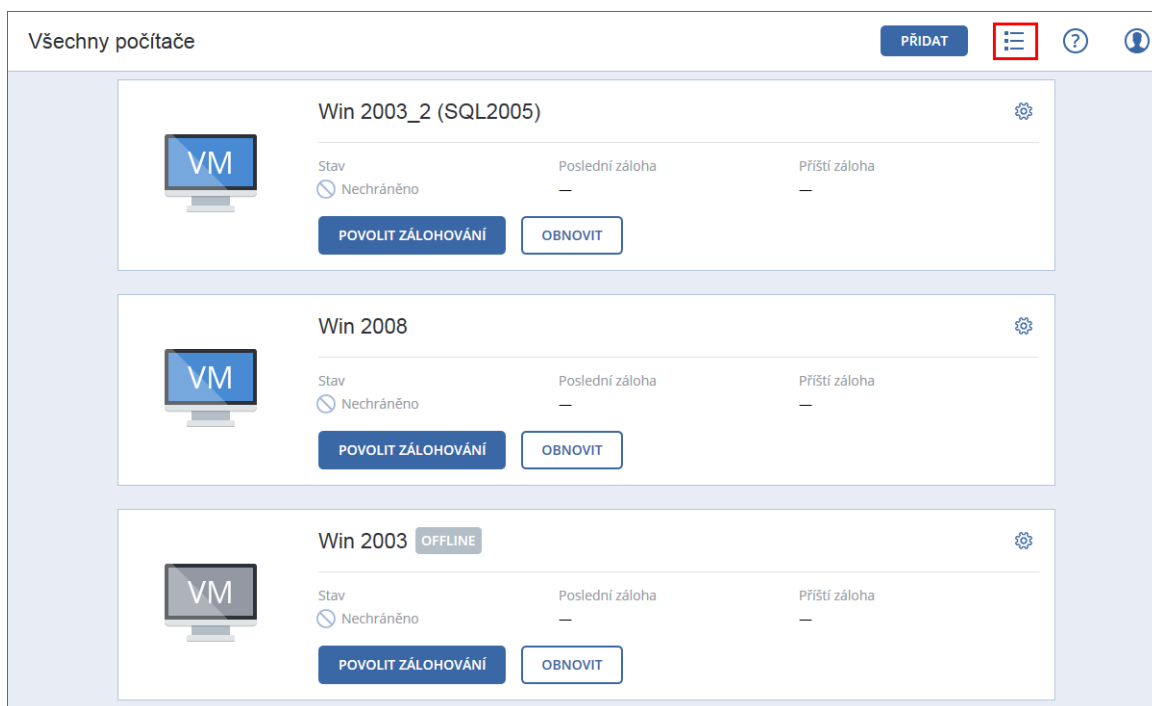 Všechny počítače
PŘIDAT
?
Win 2003_2 (SQL2005)
VM
Stav Poslední záloha Příští záloha
Nechráněno — —
POVOLIT ZÁLOHOVÁNÍ OBNOVIT
Win 2008
VM
Stav Poslední záloha Příští záloha
Nechráněno — —
POVOLIT ZÁLOHOVÁNÍ OBNOVIT
Win 2003 OFFLINE
VM
Stav Poslední záloha Příští záloha
Nechráněno — —
POVOLIT ZÁLOHOVÁNÍ OBNOVIT